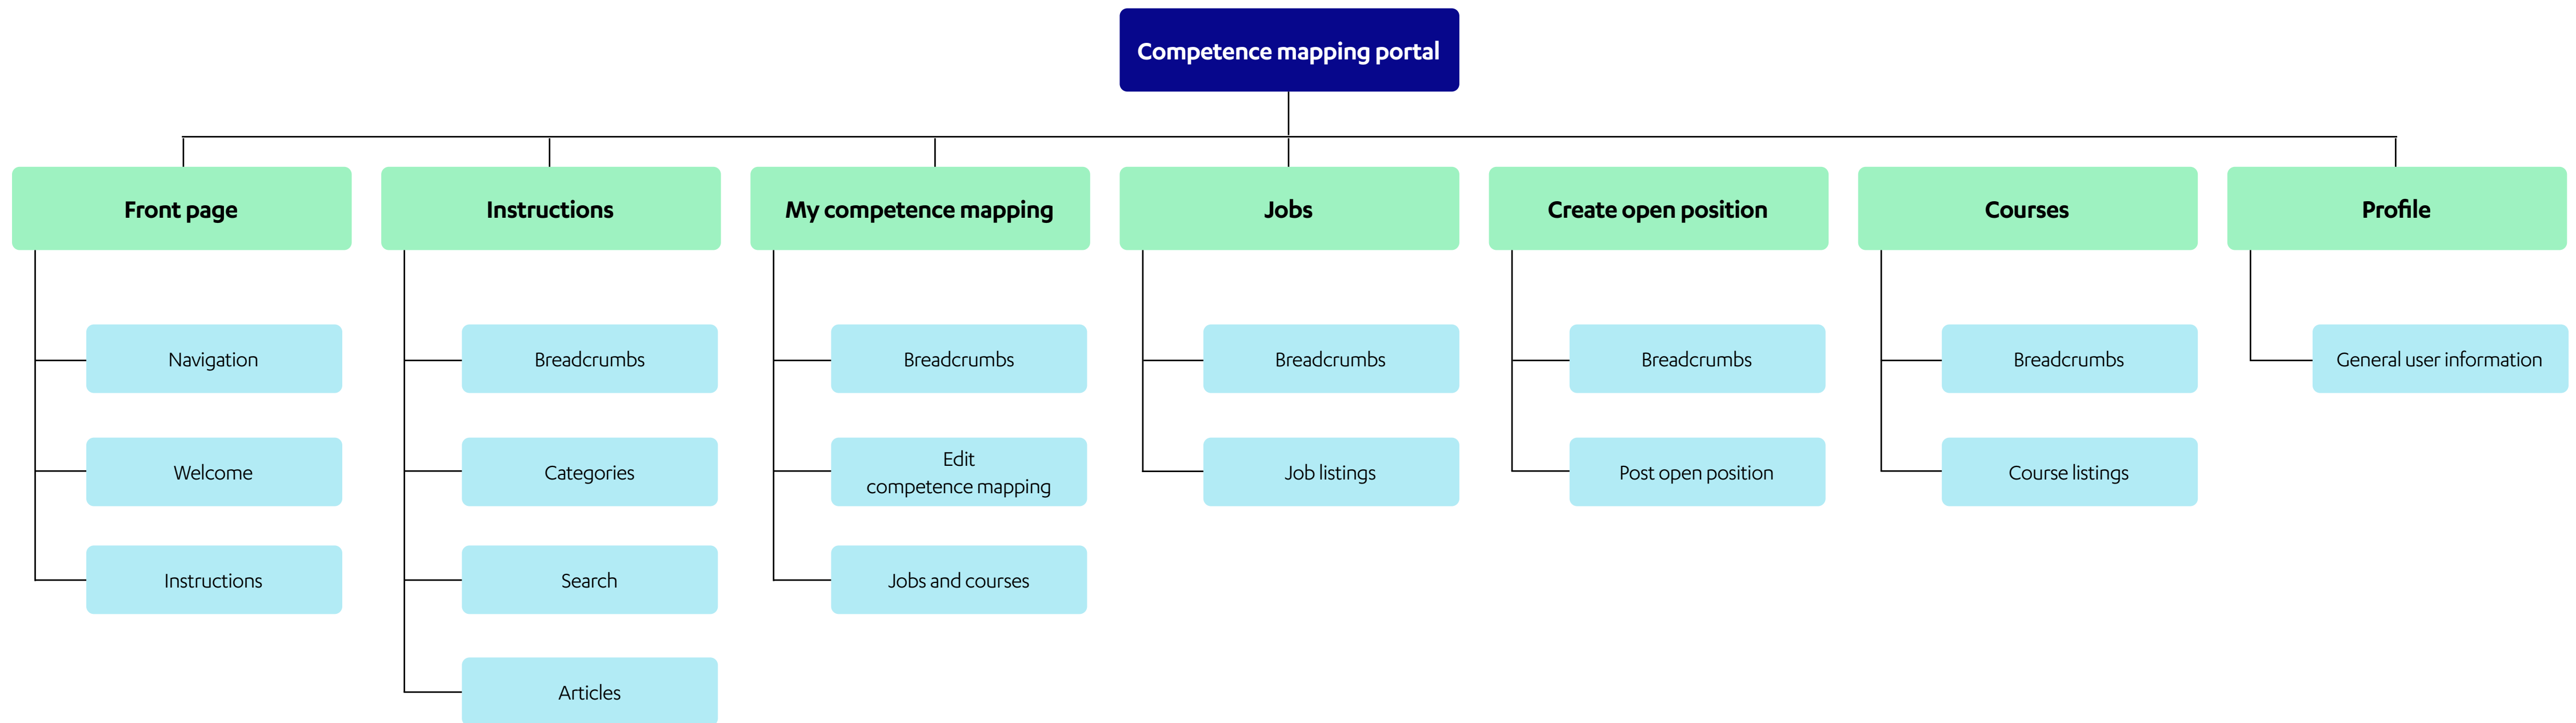 Competence mapping portal
Front page
Instructions
My competence mapping
Jobs
Create open position
Courses
Profile
Navigation
Breadcrumbs
Breadcrumbs
Breadcrumbs
Breadcrumbs
Breadcrumbs
General user information
Welcome
Categories
Edit
competence mapping
Job listings
Post open position
Course listings
Instructions
Search
Jobs and courses
Articles